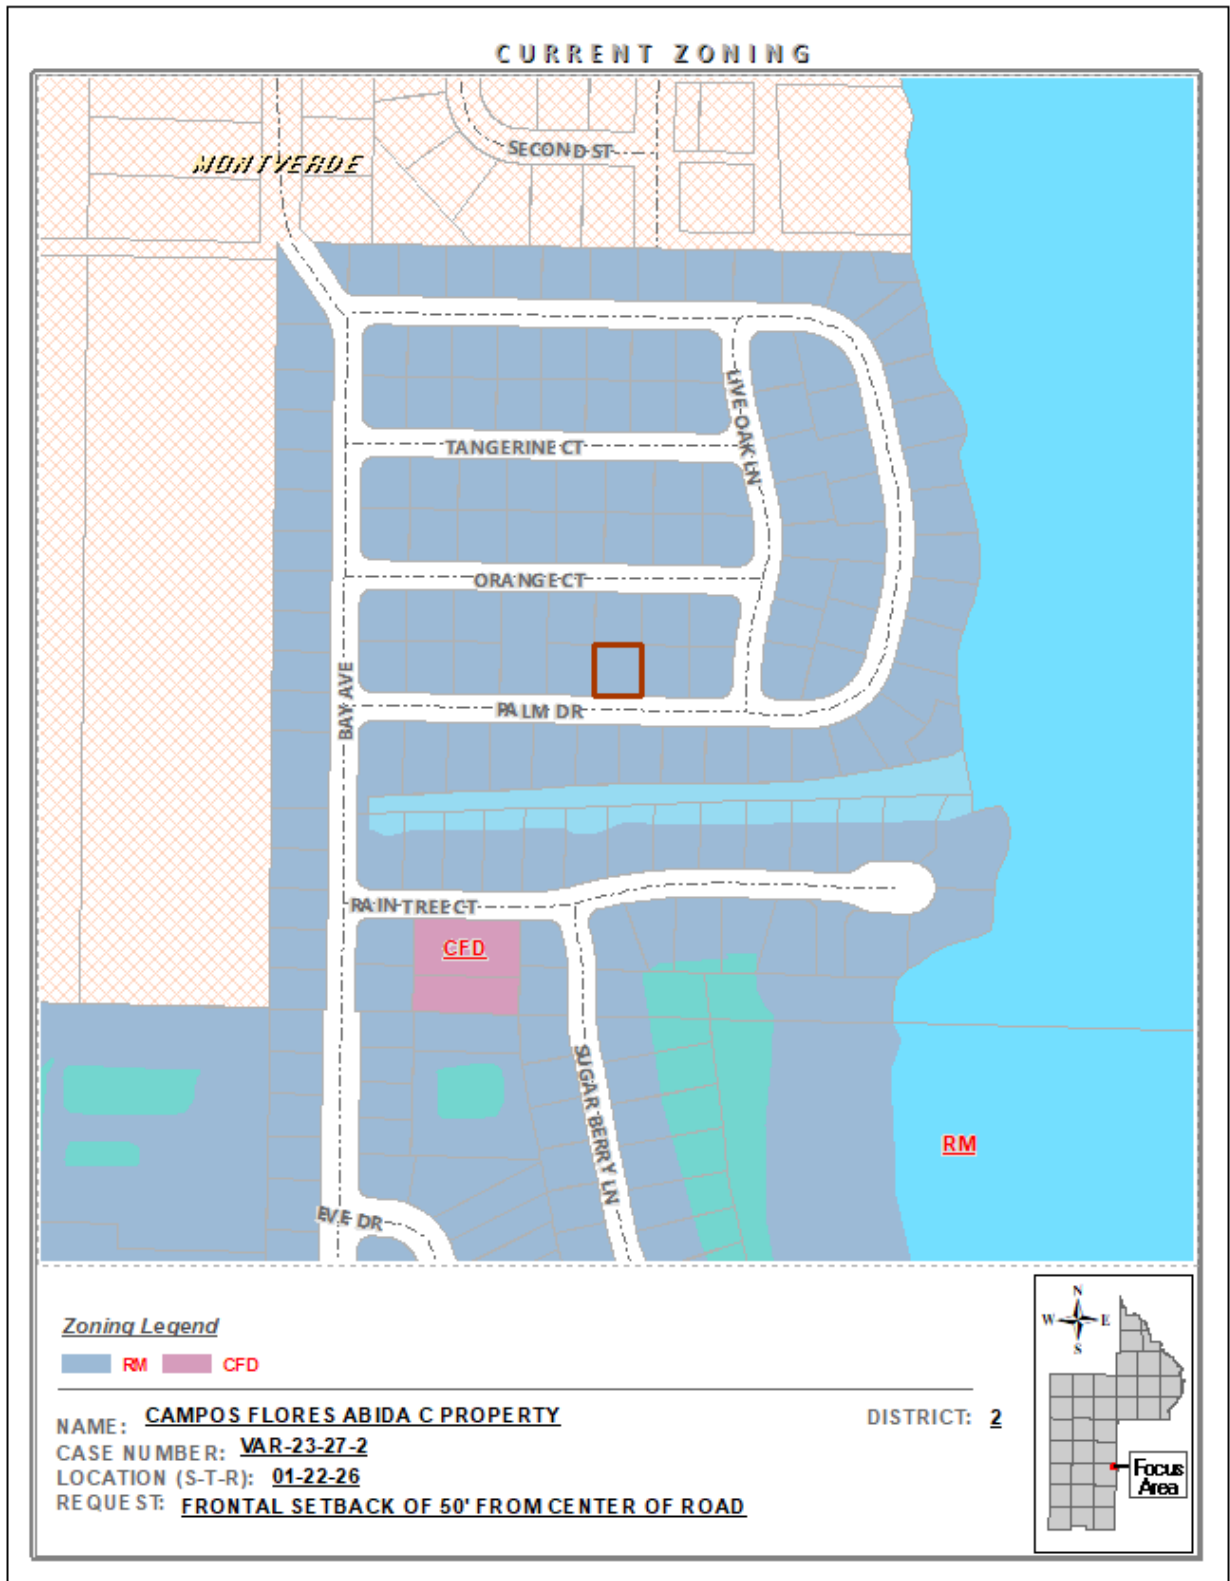 CURRENT ZONING
MONTVERDE
SECOND ST
LIVE OAK LN
TANGERINE CT
ORANGE CT
BAY AVE
PALM DR
RAINTREE CT
CFD
SUGAR BERRY LN
RM
EVE DR
Zoning Legend
RM CFD
NAME: CAMPOS FLORES ABIDA C PROPERTY DISTRICT: 2
CASE NUMBER: VAR-23-27-2
LOCATION (S-T-R): 01-22-26
REQUEST: FRONTAL SETBACK OF 50' FROM CENTER OF ROAD
N
W E
S
Focus
Area